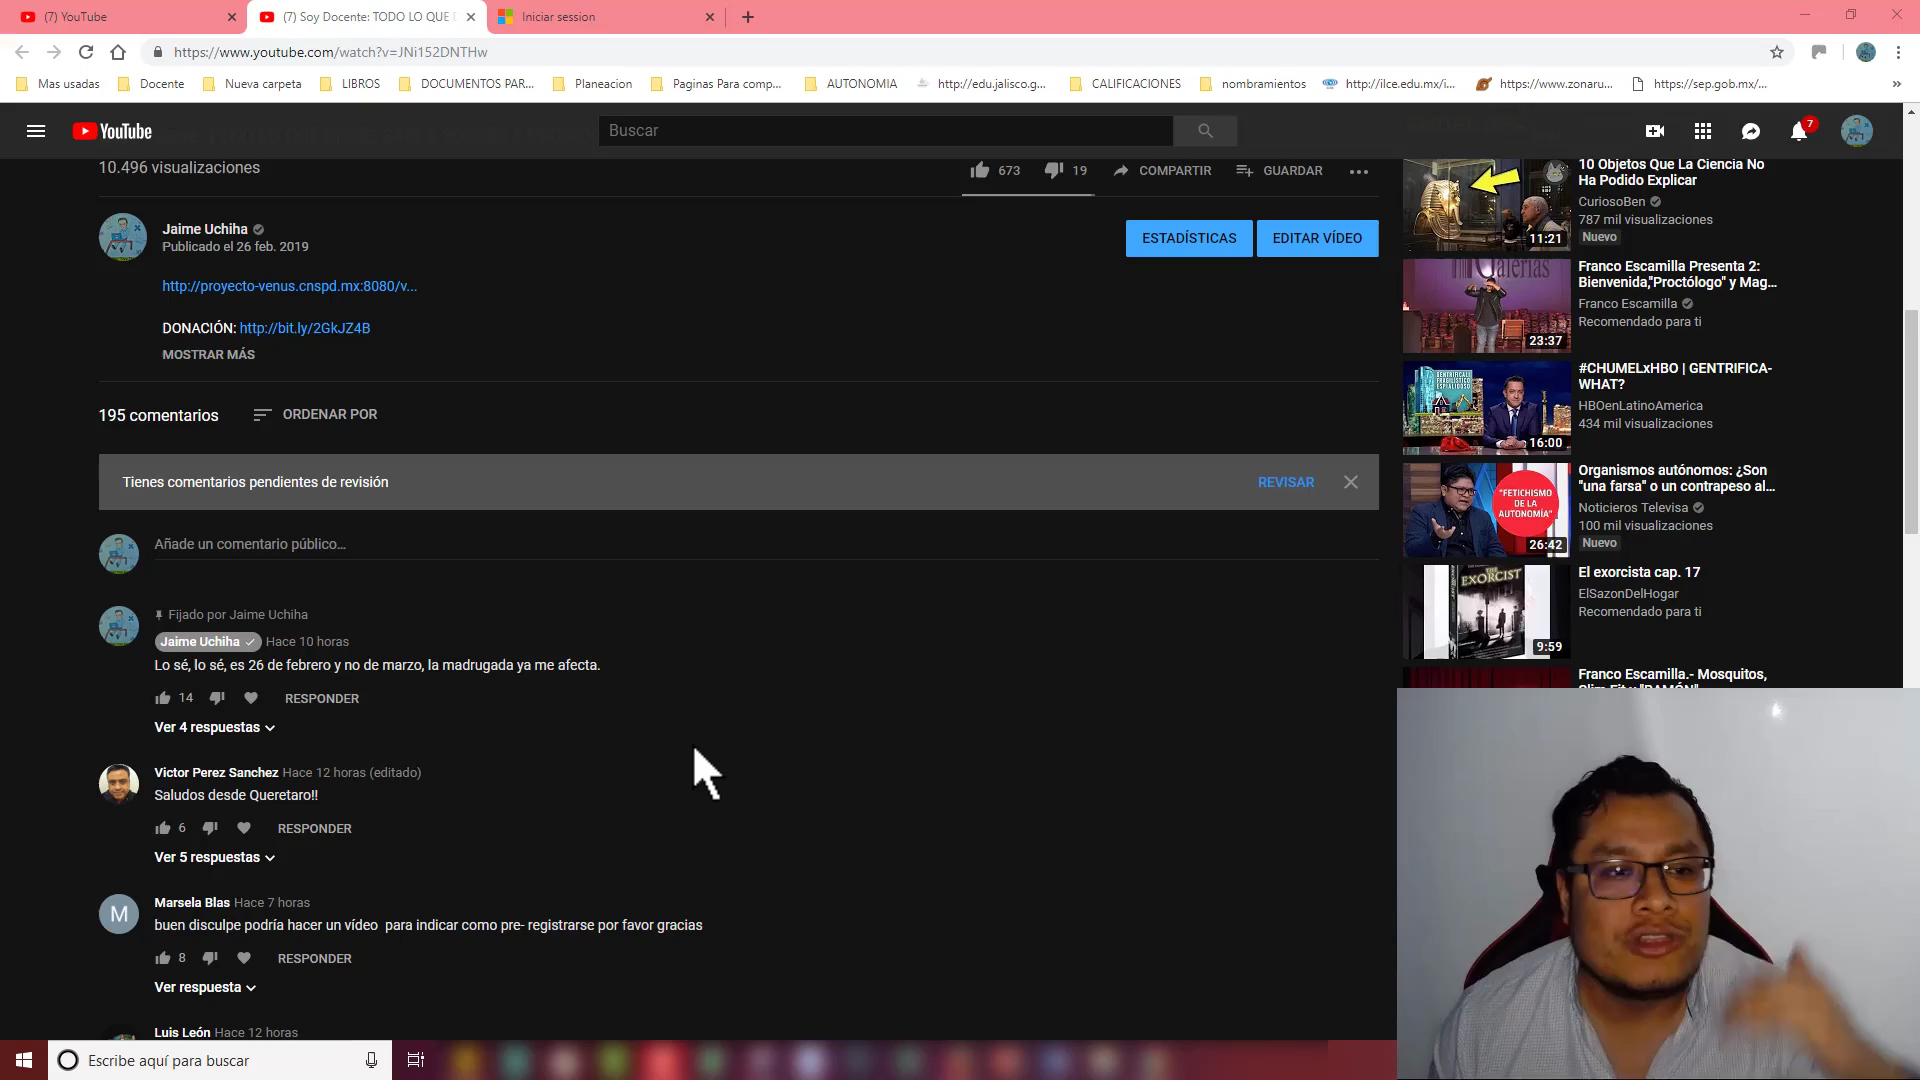 (7) YouTube
(7) Soy Docente: TODO LO QUE D
Iniciar session
https://www.youtube.com/watch?v=JNi152DNTHw
Mas usadas
Docente
Nueva carpeta
LIBROS
DOCUMENTOS PAR...
Planeacion
Paginas Para comp...
AUTONOMIA
http://edu.jalisco.g...
CALIFICACIONES
nombramientos
http://ilce.edu.mx/i...
https://www.zonaru...
https://sep.gob.mx/...
»
YouTube
Buscar
7
10.496 visualizaciones
673
19
COMPARTIR
GUARDAR
Jaime Uchiha
Publicado el 26 feb. 2019
ESTADÍSTICAS
EDITAR VÍDEO
http://proyecto-venus.cnspd.mx:8080/v...
DONACIÓN: http://bit.ly/2GkJZ4B
MOSTRAR MÁS
195 comentarios
ORDENAR POR
Tienes comentarios pendientes de revisión
REVISAR
Añade un comentario público...
Fijado por Jaime Uchiha
Jaime Uchiha Hace 10 horas
Lo sé, lo sé, es 26 de febrero y no de marzo, la madrugada ya me afecta.
14
RESPONDER
Ver 4 respuestas
Victor Perez Sanchez Hace 12 horas (editado)
Saludos desde Queretaro!!
6
RESPONDER
Ver 5 respuestas
M
Marsela Blas Hace 7 horas
buen disculpe podría hacer un vídeo para indicar como pre- registrarse por favor gracias
8
RESPONDER
Ver respuesta
Luis León Hace 12 horas
10 Objetos Que La Ciencia No
Ha Podido Explicar
CuriosoBen
787 mil visualizaciones
Nuevo
11:21
Franco Escamilla Presenta 2:
Bienvenida,"Proctólogo" y Mag...
Franco Escamilla
Recomendado para ti
23:37
#CHUMELxHBO | GENTRIFICA-
WHAT?
HBOenLatinoAmerica
434 mil visualizaciones
16:00
Organismos autónomos: ¿Son
"una farsa" o un contrapeso al...
Noticieros Televisa
100 mil visualizaciones
Nuevo
"FETICHISMO
DE LA
AUTONOMÍA"
26:42
El exorcista cap. 17
ElSazonDelHogar
Recomendado para ti
THE
EXORCIST
9:59
Franco Escamilla.- Mosquitos,
Slim Fit y "RAMÓN"
Escribe aquí para buscar